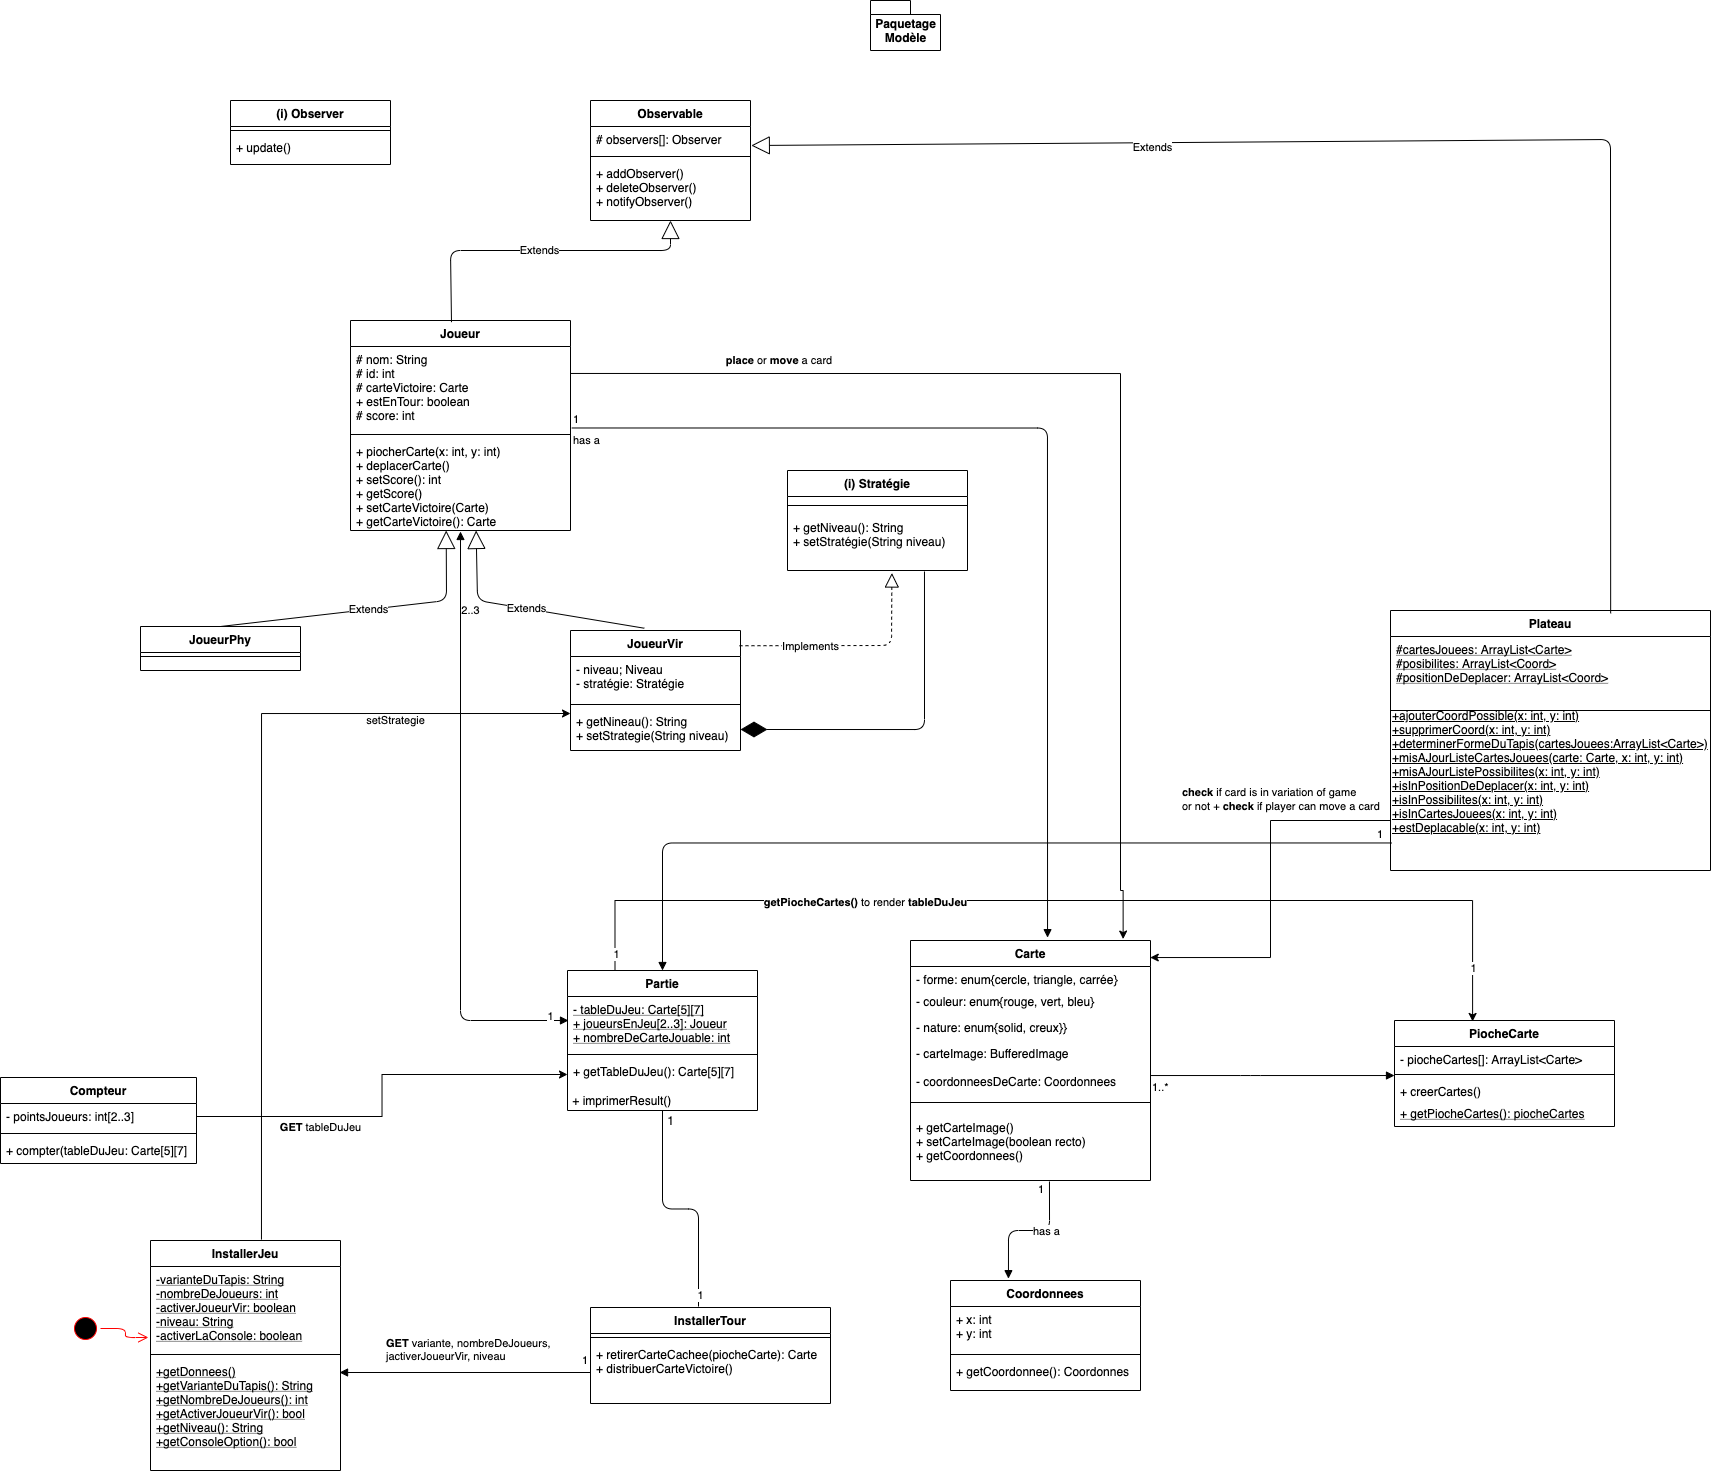 Paquetage
Modèle
(i) Observer
+ update()
Observable
# observers[]: Observer
+ addObserver()
+ deleteObserver()
+ notifyObserver()
Extends
Extends
Joueur
# nom: String
# id: int
# carteVictoire: Carte
+ estEnTour: boolean
# score: int
+ piocherCarte(x: int, y: int)
+ deplacerCarte()
+ setScore(): int
+ getScore()
+ setCarteVictoire(Carte)
+ getCarteVictoire(): Carte
place or move a card
1
has a
(i) Stratégie
+ getNiveau(): String
+ setStratégie(String niveau)
Extends
2..3
Extends
JoueurPhy
JoueurVir
- niveau; Niveau
- stratégie: Stratégie
+ getNineau(): String
+ setStrategie(String niveau)
Implements
setStrategie
Plateau
#cartesJouees: ArrayList<Carte>
#posibilites: ArrayList<Coord>
#positionDeDeplacer: ArrayList<Coord>
+ajouterCoordPossible(x: int, y: int)
+supprimerCoord(x: int, y: int)
+determinerFormeDuTapis(cartesJouees:ArrayList<Carte>)
+misAJourListeCartesJouees(carte: Carte, x: int, y: int)
+misAJourListePossibilites(x: int, y: int)
+isInPositionDeDeplacer(x: int, y: int)
+isInPossibilites(x: int, y: int)
+isInCartesJouees(x: int, y: int)
+estDeplacable(x: int, y: int)
check if card is in variation of game
or not + check if player can move a card
1
getPiocheCartes() to render tableDuJeu
1
1
Partie
- tableDuJeu: Carte[5][7]
+ joueursEnJeu[2..3]: Joueur
+ nombreDeCarteJouable: int
+ getTableDuJeu(): Carte[5][7]
+ imprimerResult()
1
1
Carte
- forme: enum{cercle, triangle, carrée}
- couleur: enum{rouge, vert, bleu}
- nature: enum{solid, creux}}
- carteImage: BufferedImage
- coordonneesDeCarte: Coordonnees
+ getCarteImage()
+ setCarteImage(boolean recto)
+ getCoordonnees()
1..*
PiocheCarte
- piocheCartes[]: ArrayList<Carte>
+ creerCartes()
+ getPiocheCartes(): piocheCartes
Compteur
- pointsJoueurs: int[2..3]
+ compter(tableDuJeu: Carte[5][7]
GET tableDuJeu
1
has a
Coordonnees
+ x: int
+ y: int
+ getCoordonnee(): Coordonnes
InstallerJeu
-varianteDuTapis: String
-nombreDeJoueurs: int
-activerJoueurVir: boolean
-niveau: String
-activerLaConsole: boolean
+getDonnees()
+getVarianteDuTapis(): String
+getNombreDeJoueurs(): int
+getActiverJoueurVir(): bool
+getNiveau(): String
+getConsoleOption(): bool
GET variante, nombreDeJoueurs,
jactiverJoueurVir, niveau
1
1
InstallerTour
+ retirerCarteCachee(piocheCarte): Carte
+ distribuerCarteVictoire()